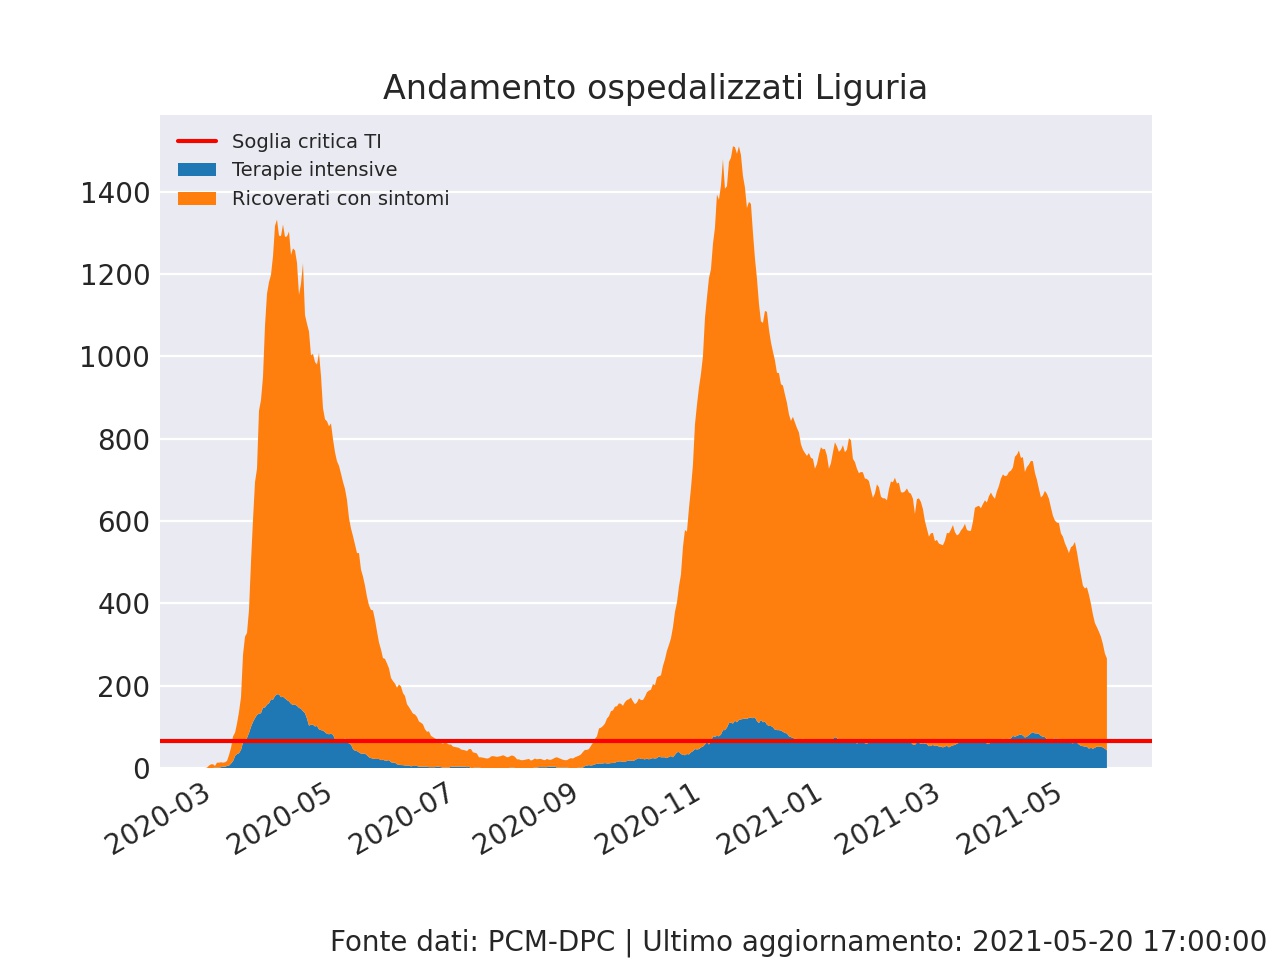 Andamento ospedalizzati Liguria
Soglia critica TI
Terapie intensive
Ricoverati con sintomi
1400
1200
1000
800
600
400
200
0
2020-03 2020-05 2020-07 2020-09 2020-11 2021-01 2021-03 2021-05
Fonte dati: PCM-DPC | Ultimo aggiornamento: 2021-05-20 17:00:00